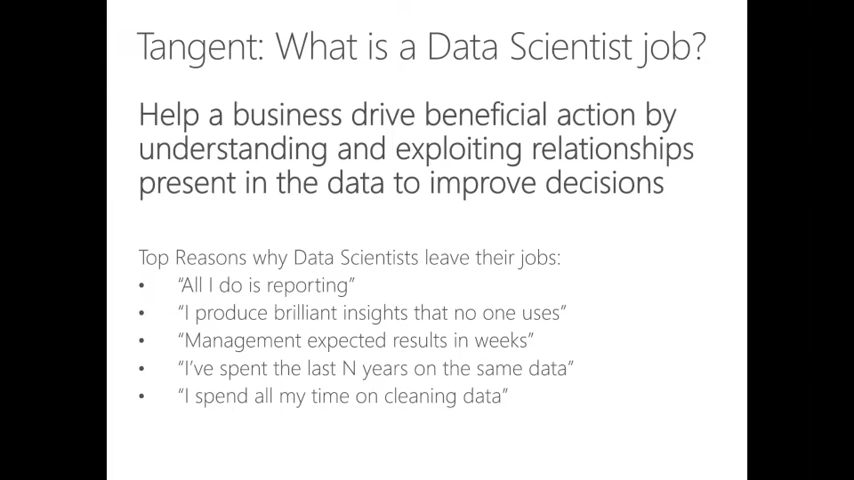 Tangent: What is a Data Scientist job?
Help a business drive beneficial action by
understanding and exploiting relationships
present in the data to improve decisions
Top Reasons why Data Scientists leave their jobs:
• “All I do is reporting”
• “I produce brilliant insights that no one uses”
• “Management expected results in weeks”
• “I’ve spent the last N years on the same data”
• “I spend all my time on cleaning data”